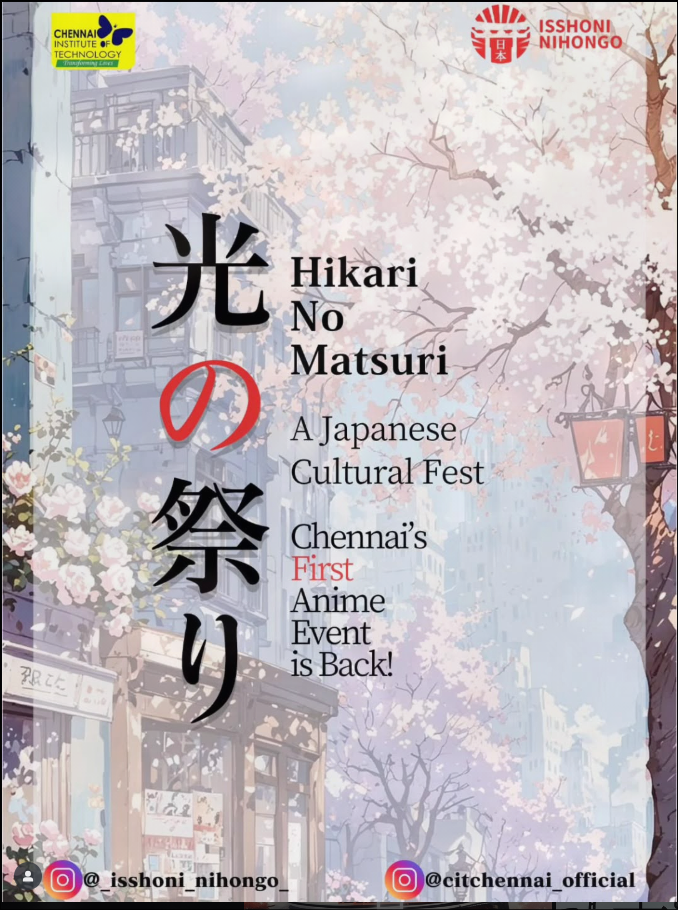 CHENNAI
INSTITUTE OF
TECHNOLOGY
Transforming Lives
日本
ISSHONI
NIHONGO
光の祭り
Hikari
No
Matsuri
A Japanese
Cultural Fest
Chennai's
First
Anime
Event
is Back!
@_isshoni_nihongo_
@citchennai_official